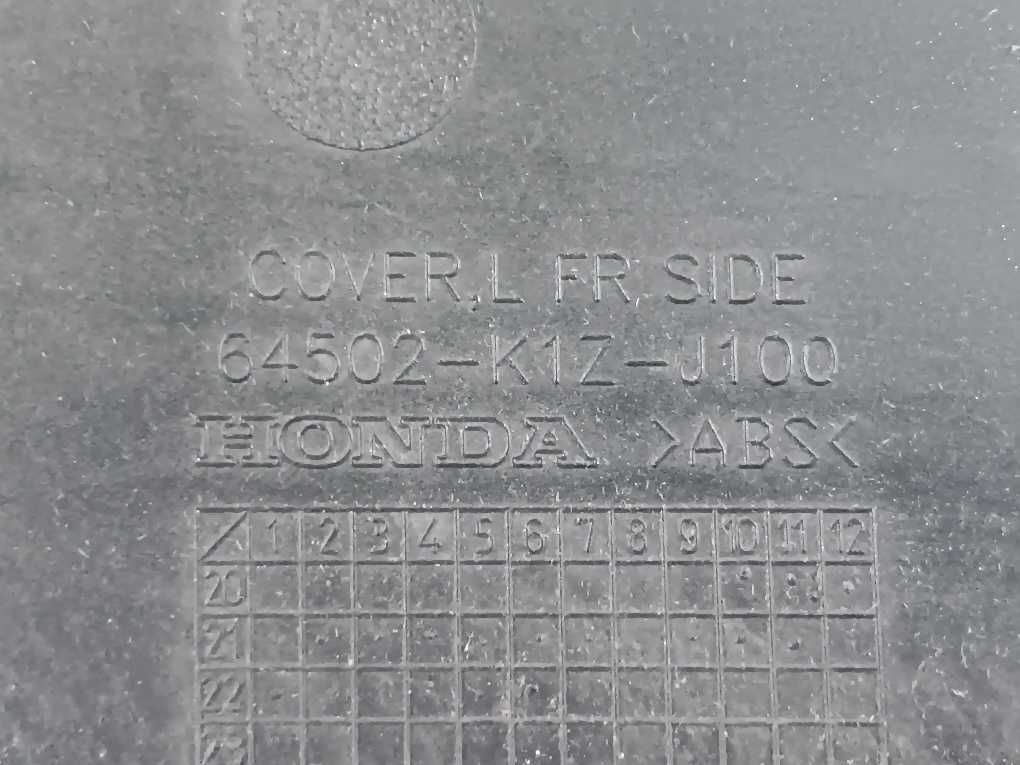 COVER,L FR SIDE
64502-K1Z-J100
HONDA >ABS<
/ 1 2 3 4 5 6 7 8 9 10 11 12
20
21
22
23